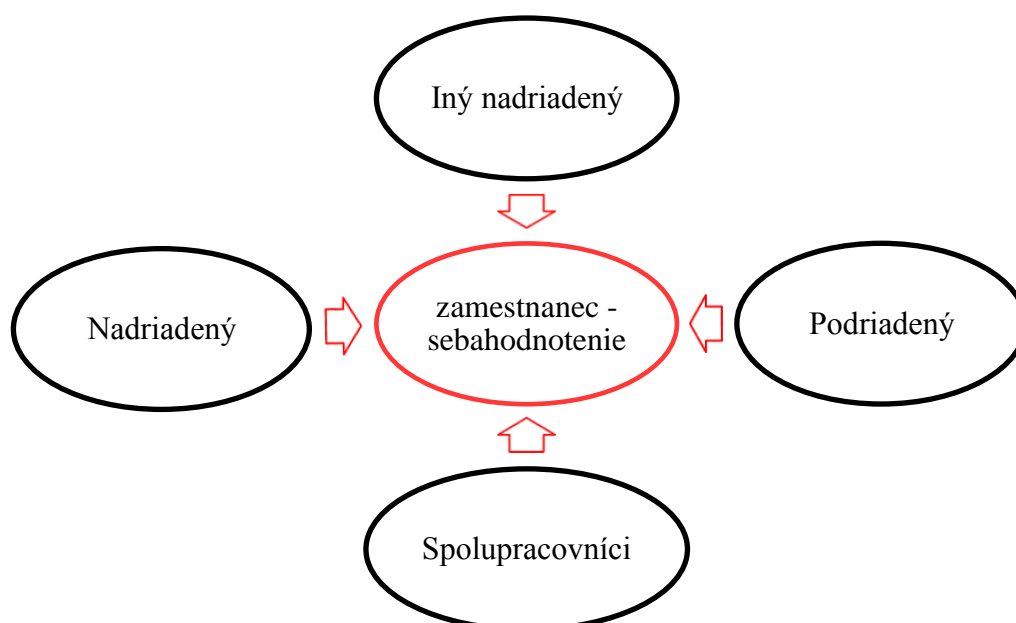 Iný nadriadený
Nadriadený
zamestnanec -
sebahodnotenie
Podriadený
Spolupracovníci